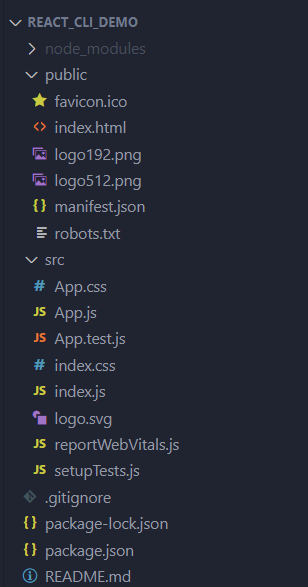 REACT_CLI_DEMO
node_modules
public
favicon.ico
index.html
logo192.png
logo512.png
manifest.json
robots.txt
src
App.css
App.js
App.test.js
index.css
index.js
logo.svg
reportWebVitals.js
setupTests.js
.gitignore
package-lock.json
package.json
README.md